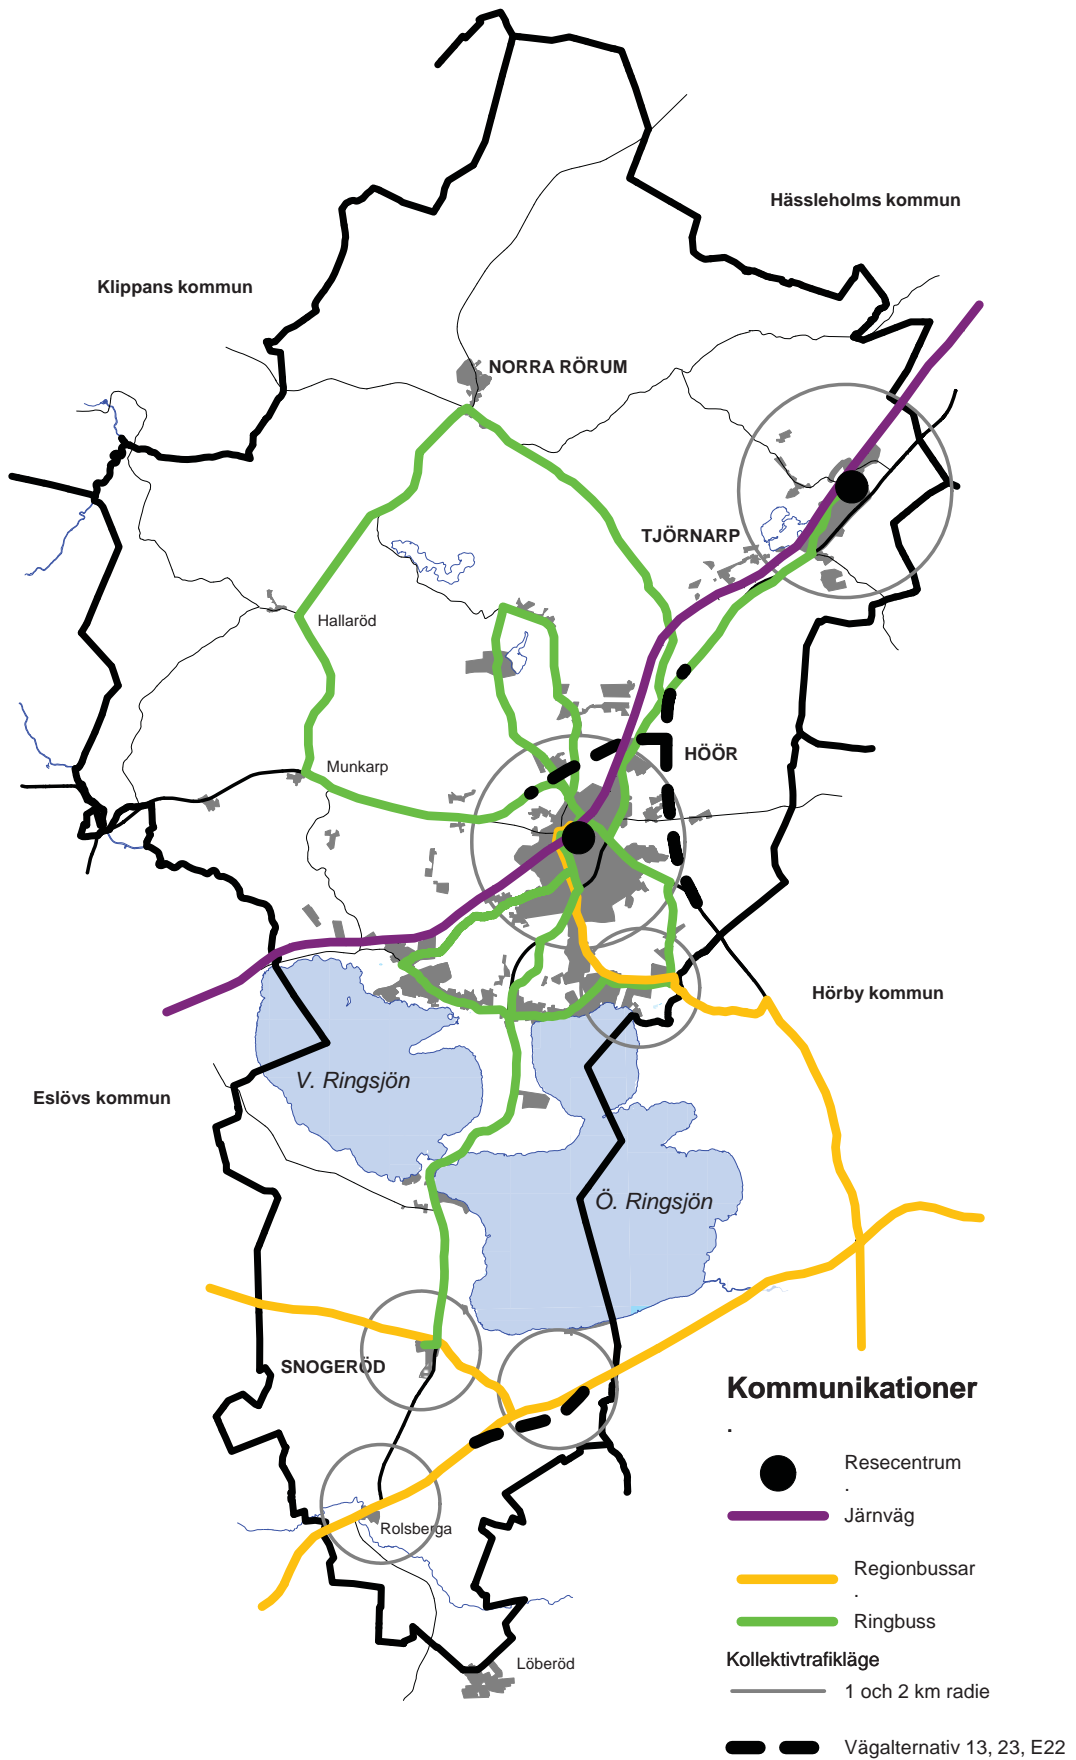 Hässleholms kommun
Klippans kommun
NORRA RÖRUM
TJÖRNARP
Hallaröd
HÖÖR
Munkarp
Hörby kommun
V. Ringsjön
Eslövs kommun
Ö. Ringsjön
SNOGERÖD
Rolsberga
Löberöd
Kommunikationer
.
Resecentrum
.
Järnväg
Regionbussar
.
Ringbuss
Kollektivtrafikläge
1 och 2 km radie
Vägalternativ 13, 23, E22